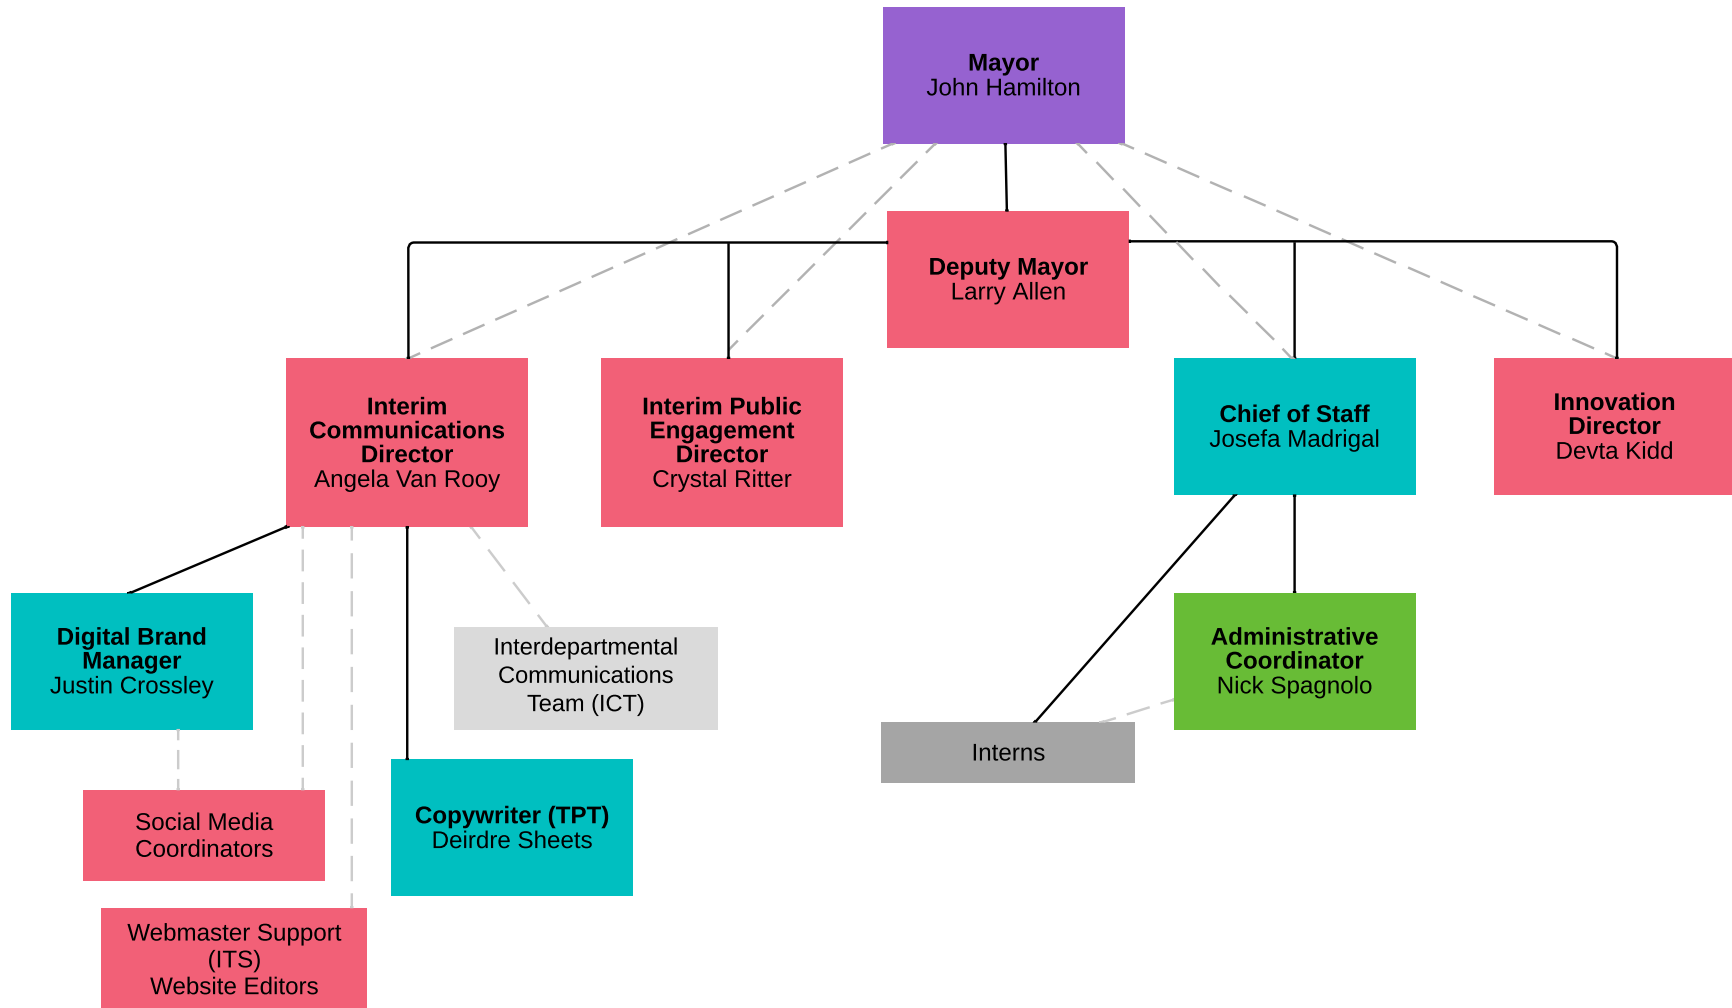 Mayor
John Hamilton
Deputy Mayor
Larry Allen
Interim
Communications
Director
Angela Van Rooy
Interim Public
Engagement
Director
Crystal Ritter
Chief of Staff
Josefa Madrigal
Innovation
Director
Devta Kidd
Digital Brand
Manager
Justin Crossley
Interdepartmental
Communications
Team (ICT)
Administrative
Coordinator
Nick Spagnolo
Interns
Social Media
Coordinators
Copywriter (TPT)
Deirdre Sheets
Webmaster Support
(ITS)
Website Editors